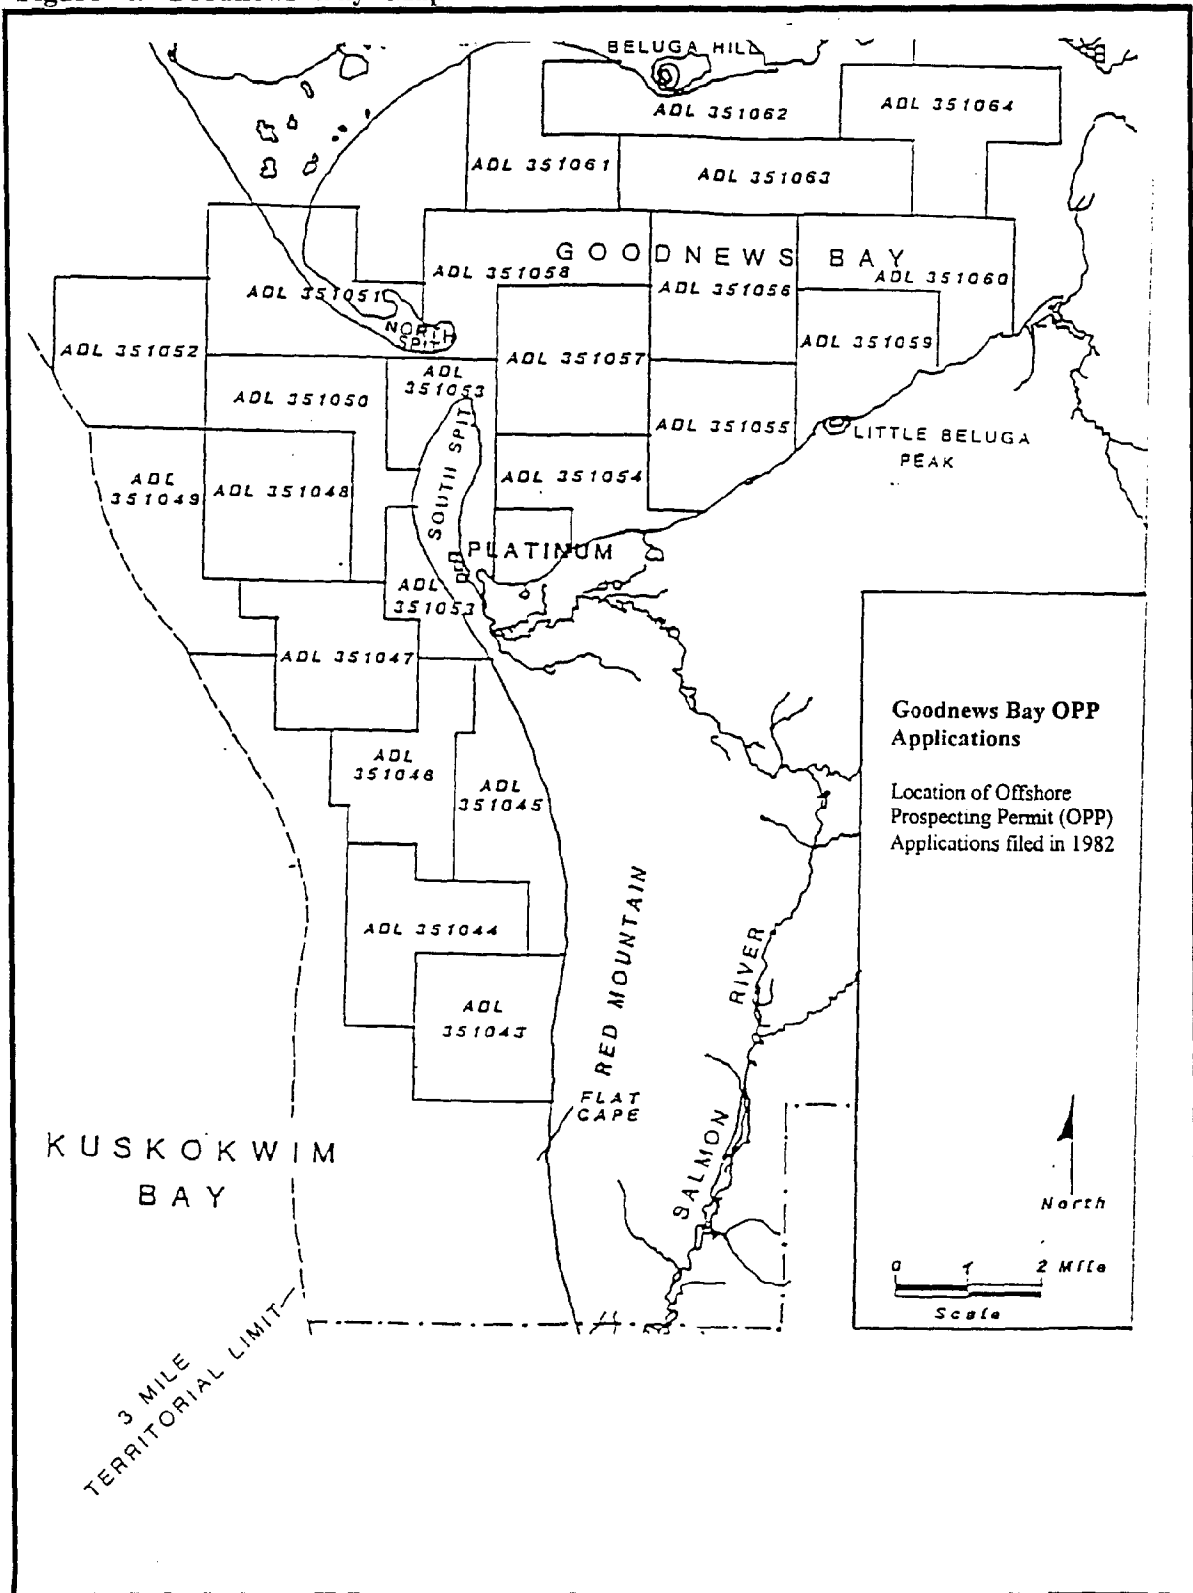 BELUGA HILL
ADL 351062
ADL 351064
ADL 351061
ADL 351063
GOODNEWS BAY
ADL 351058
ADL 351060
ADL 351051
ADL 351056
NORTH
SPIT
ADL 351052
ADL 351057
ADL 351059
ADL
351053
ADL 351050
SOUTH SPIT
ADL 351055
LITTLE BELUGA
PEAK
ADL
351049
ADL 351048
ADL 351054
PLATINUM
ADL
351053
ADL 351047
ADL
351046
ADL
351045
Goodnews Bay OPP
Applications
Location of Offshore
Prospecting Permit (OPP)
Applications filed in 1982
ADL 351044
RED MOUNTAIN
ADL
351043
SALMON RIVER
FLAT
CAPE
KUSKOKWIM
BAY
North
0 1 2 Mile
Scale
3 MILE
TERRITORIAL LIMIT